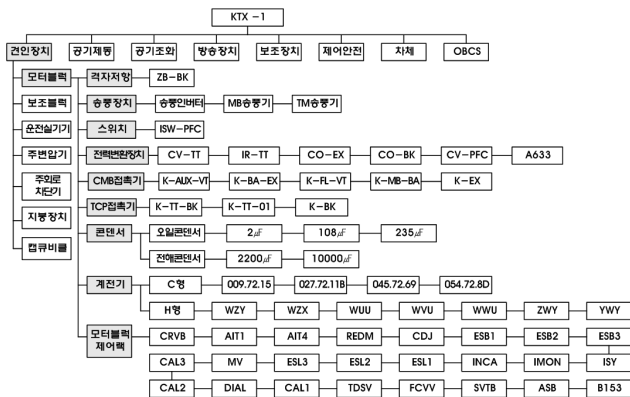 KTX -1
견인장치 공기제동 공기조화 방송장치 보조장치 제어안전 차체 OBCS
모터블럭 격자저항 ZB-BK
보조블럭 송풍장치 송풍인버터 MB송풍기 TM송풍기
운전실기기 스위치 ISW-PFC
주변압기 전력변환장치 CV-TT IR-TT CO-EX CO-BK CV-PFC A633
주회로
차단기 CMB접촉기 K-AUX-VT K-BA-EX K-FL-VT K-MB-BA K-EX
TCP접촉기 K-TT-BK K-TT-01 K-BK
지붕장치
콘덴서 오일콘덴서 2㎌ 108㎌ 235㎌
캡큐비클 전해콘덴서 2200㎌ 10000㎌
계전기 C형 009.72.15 027.72.11B 045.72.69 054.72.8D
H형 WZY WZX WUU WVU WWU ZWY YWY
모터블럭
제어랙 CRVB AIT1 AIT4 REDM CDJ ESB1 ESB2 ESB3
CAL3 MV ESL3 ESL2 ESL1 INCA IMON ISY
CAL2 DIAL CAL1 TDSV FCVV SVTB ASB B153